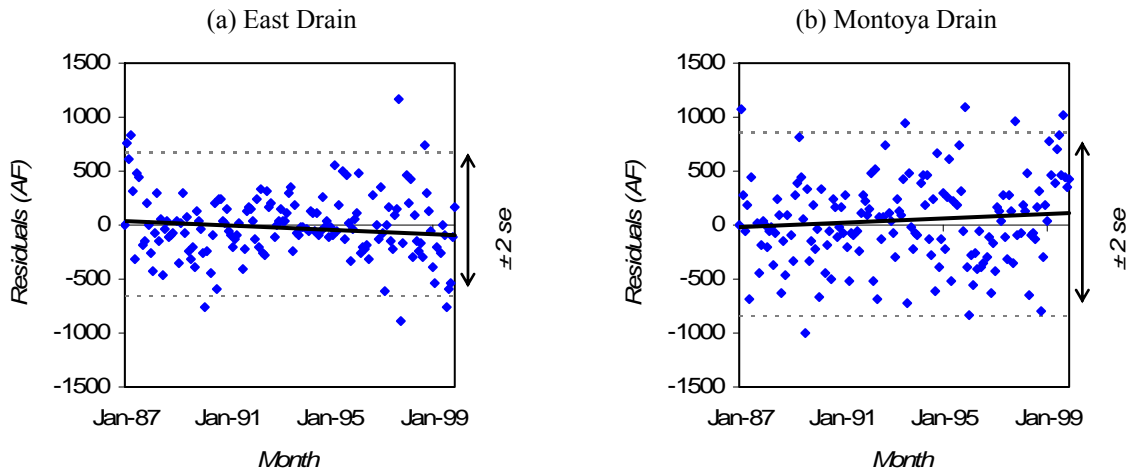 (a) East Drain
1500
1000
500
0
-500
-1000
-1500
Residuals (AF)
Jan-87 Jan-91 Jan-95 Jan-99
Month
±2 se
(b) Montoya Drain
1500
1000
500
0
-500
-1000
-1500
Residuals (AF)
Jan-87 Jan-91 Jan-95 Jan-99
Month
±2 se